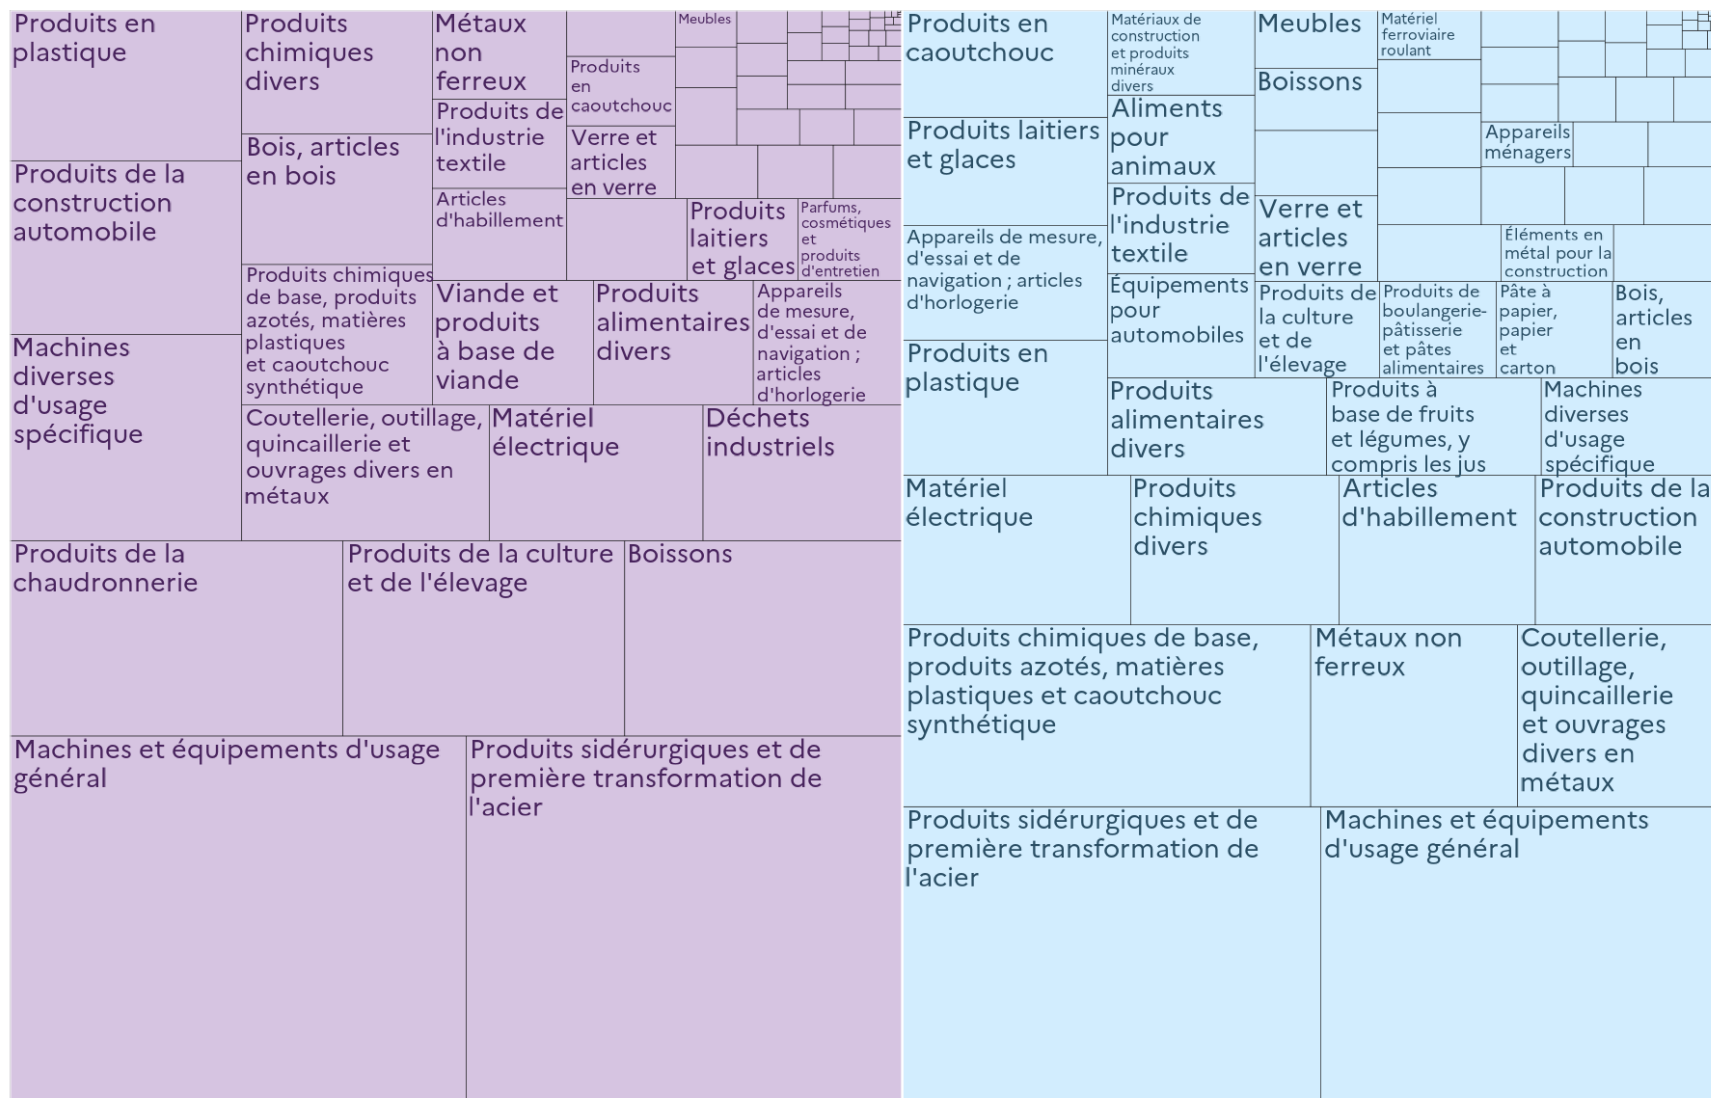 Produits en
plastique
Produits de la
construction
automobile
Machines
diverses
d'usage
spécifique
Produits
chimiques
divers
Bois, articles
en bois
Produits chimiques
de base, produits
azotés, matières
plastiques
et caoutchouc
synthétique
Métaux
non
ferreux
Produits de
l'industrie
textile
Articles
d'habillement
Produits
en
caoutchouc
Verre et
articles
en verre
Meubles
Produits
laitiers
et glaces
Parfums,
cosmétiques
et
produits
d'entretien
Viande et
produits
à base de
viande
Produits
alimentaires
divers
Appareils
de mesure,
d'essai et de
navigation ;
articles
d'horlogerie
Coutellerie, outillage,
quincaillerie et
ouvrages divers en
métaux
Matériel
électrique
Déchets
industriels
Produits de la
chaudronnerie
Produits de la culture
et de l'élevage
Boissons
Machines et équipements d'usage
général
Produits sidérurgiques et de
première transformation de
l'acier
Produits en
caoutchouc
Produits laitiers
et glaces
Appareils de mesure,
d'essai et de
navigation ; articles
d'horlogerie
Produits en
plastique
Matériaux de
construction
et produits
minéraux
divers
Aliments
pour
animaux
Produits de
l'industrie
textile
Équipements
pour
automobiles
Meubles
Boissons
Verre et
articles
en verre
Matériel
ferroviaire
roulant
Appareils
ménagers
Éléments en
métal pour la
construction
Produits de
la culture
et de
l'élevage
Produits de
boulangerie-
pâtisserie
et pâtes
alimentaires
Pâte à
papier,
papier
et
carton
Bois,
articles
en
bois
Produits
alimentaires
divers
Produits à
base de fruits
et légumes, y
compris les jus
Machines
diverses
d'usage
spécifique
Matériel
électrique
Produits
chimiques
divers
Articles
d'habillement
Produits de la
construction
automobile
Produits chimiques de base,
produits azotés, matières
plastiques et caoutchouc
synthétique
Métaux non
ferreux
Coutellerie,
outillage,
quincaillerie
et ouvrages
divers en
métaux
Produits sidérurgiques et de
première transformation de
l'acier
Machines et équipements
d'usage général